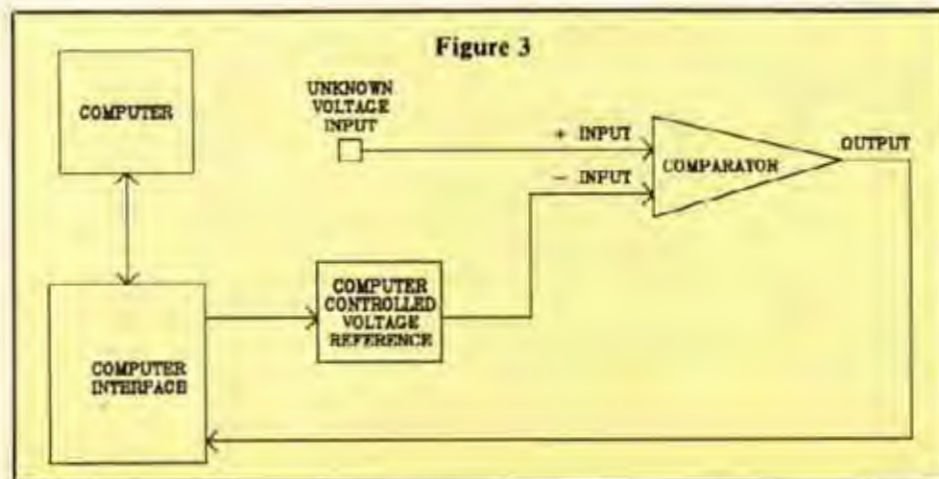 Figure 3
COMPUTER
UNKNOWN
VOLTAGE
INPUT
+ INPUT
- INPUT
COMPARATOR
OUTPUT
COMPUTER
CONTROLLED
VOLTAGE
REFERENCE
COMPUTER
INTERFACE